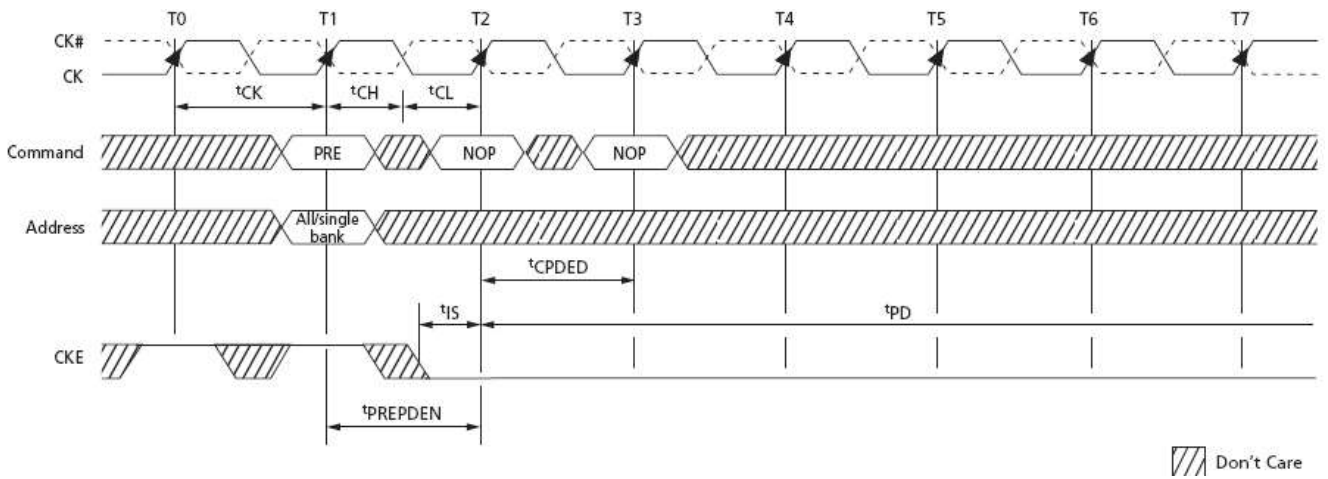 T0 T1 T2 T3 T4 T5 T6 T7
CK#
CK
tCK tCH tCL
Command PRE NOP NOP
Address All/single
bank
tCPDED
tIS tPD
CKE
tPREPDEN
Don't Care